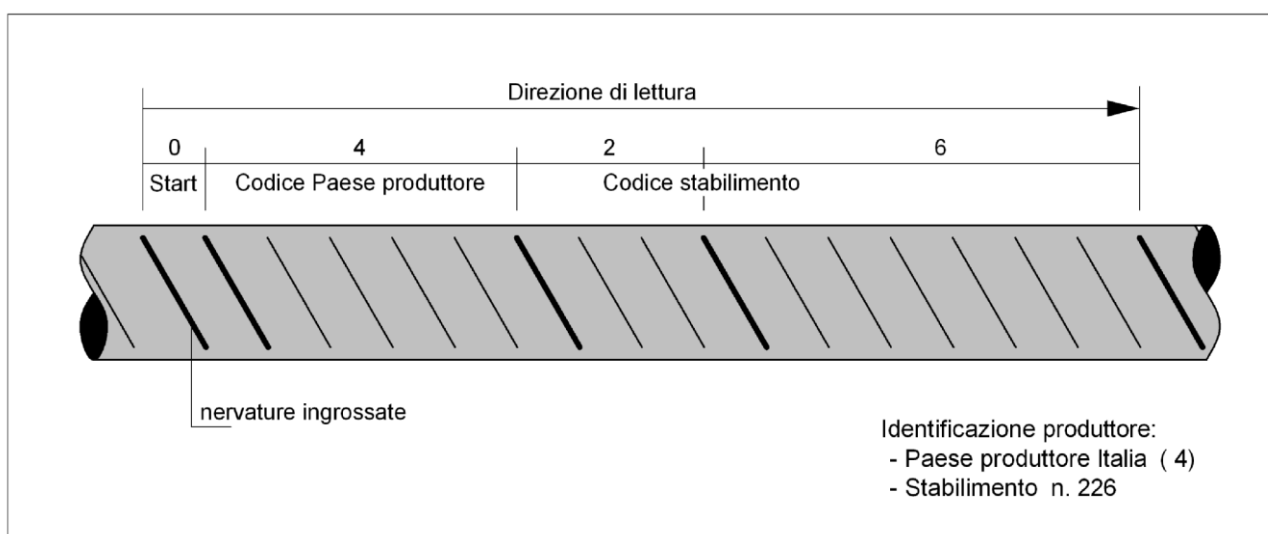 Direzione di lettura
0 4 2 6
Start Codice Paese produttore Codice stabilimento
nervature ingrossate
Identificazione produttore:
- Paese produttore Italia ( 4)
- Stabilimento n. 226